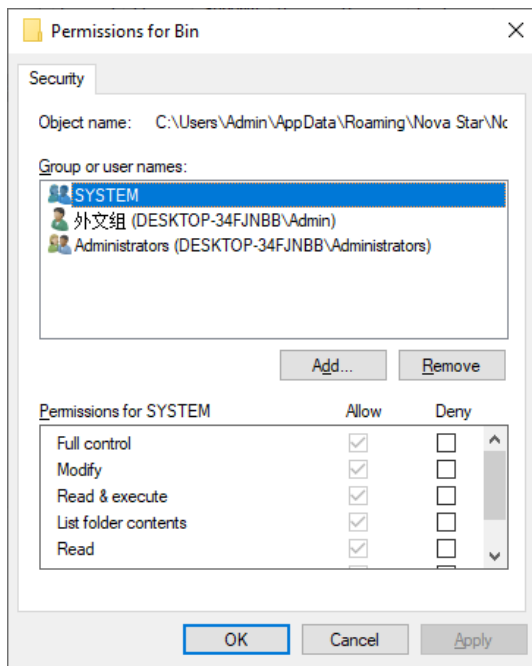 Permissions for Bin
Security
Object name: C:\Users\Admin\AppData\Roaming\Nova Star\Nc
Group or user names:
SYSTEM
外文组 (DESKTOP-34FJNBB\Admin)
Administrators (DESKTOP-34FJNBB\Administrators)
Add... Remove
Permissions for SYSTEM Allow Deny
Full control
Modify
Read & execute
List folder contents
Read
OK Cancel Apply